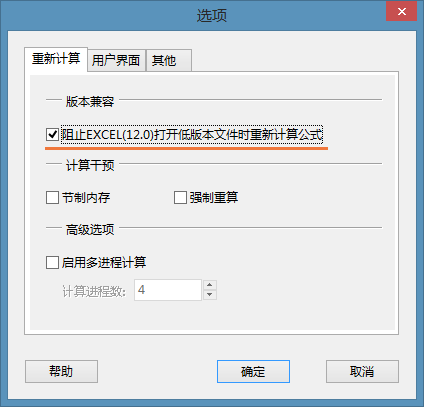 选项
重新计算 用户界面 其他
版本兼容
阻止EXCEL(12.0)打开低版本文件时重新计算公式
计算干预
节制内存 强制重算
高级选项
启用多进程计算
计算进程数: 4
帮助 确定 取消